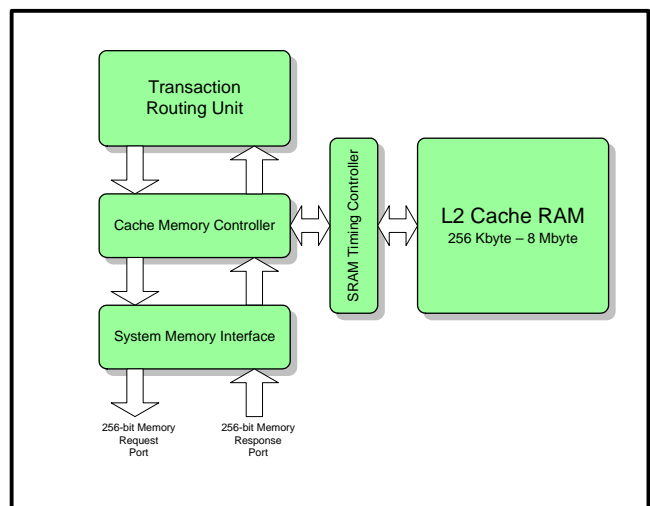 Transaction
Routing Unit
Cache Memory Controller
SRAM Timing Controller
L2 Cache RAM
256 Kbyte – 8 Mbyte
System Memory Interface
256-bit Memory
Request
Port
256-bit Memory
Response
Port